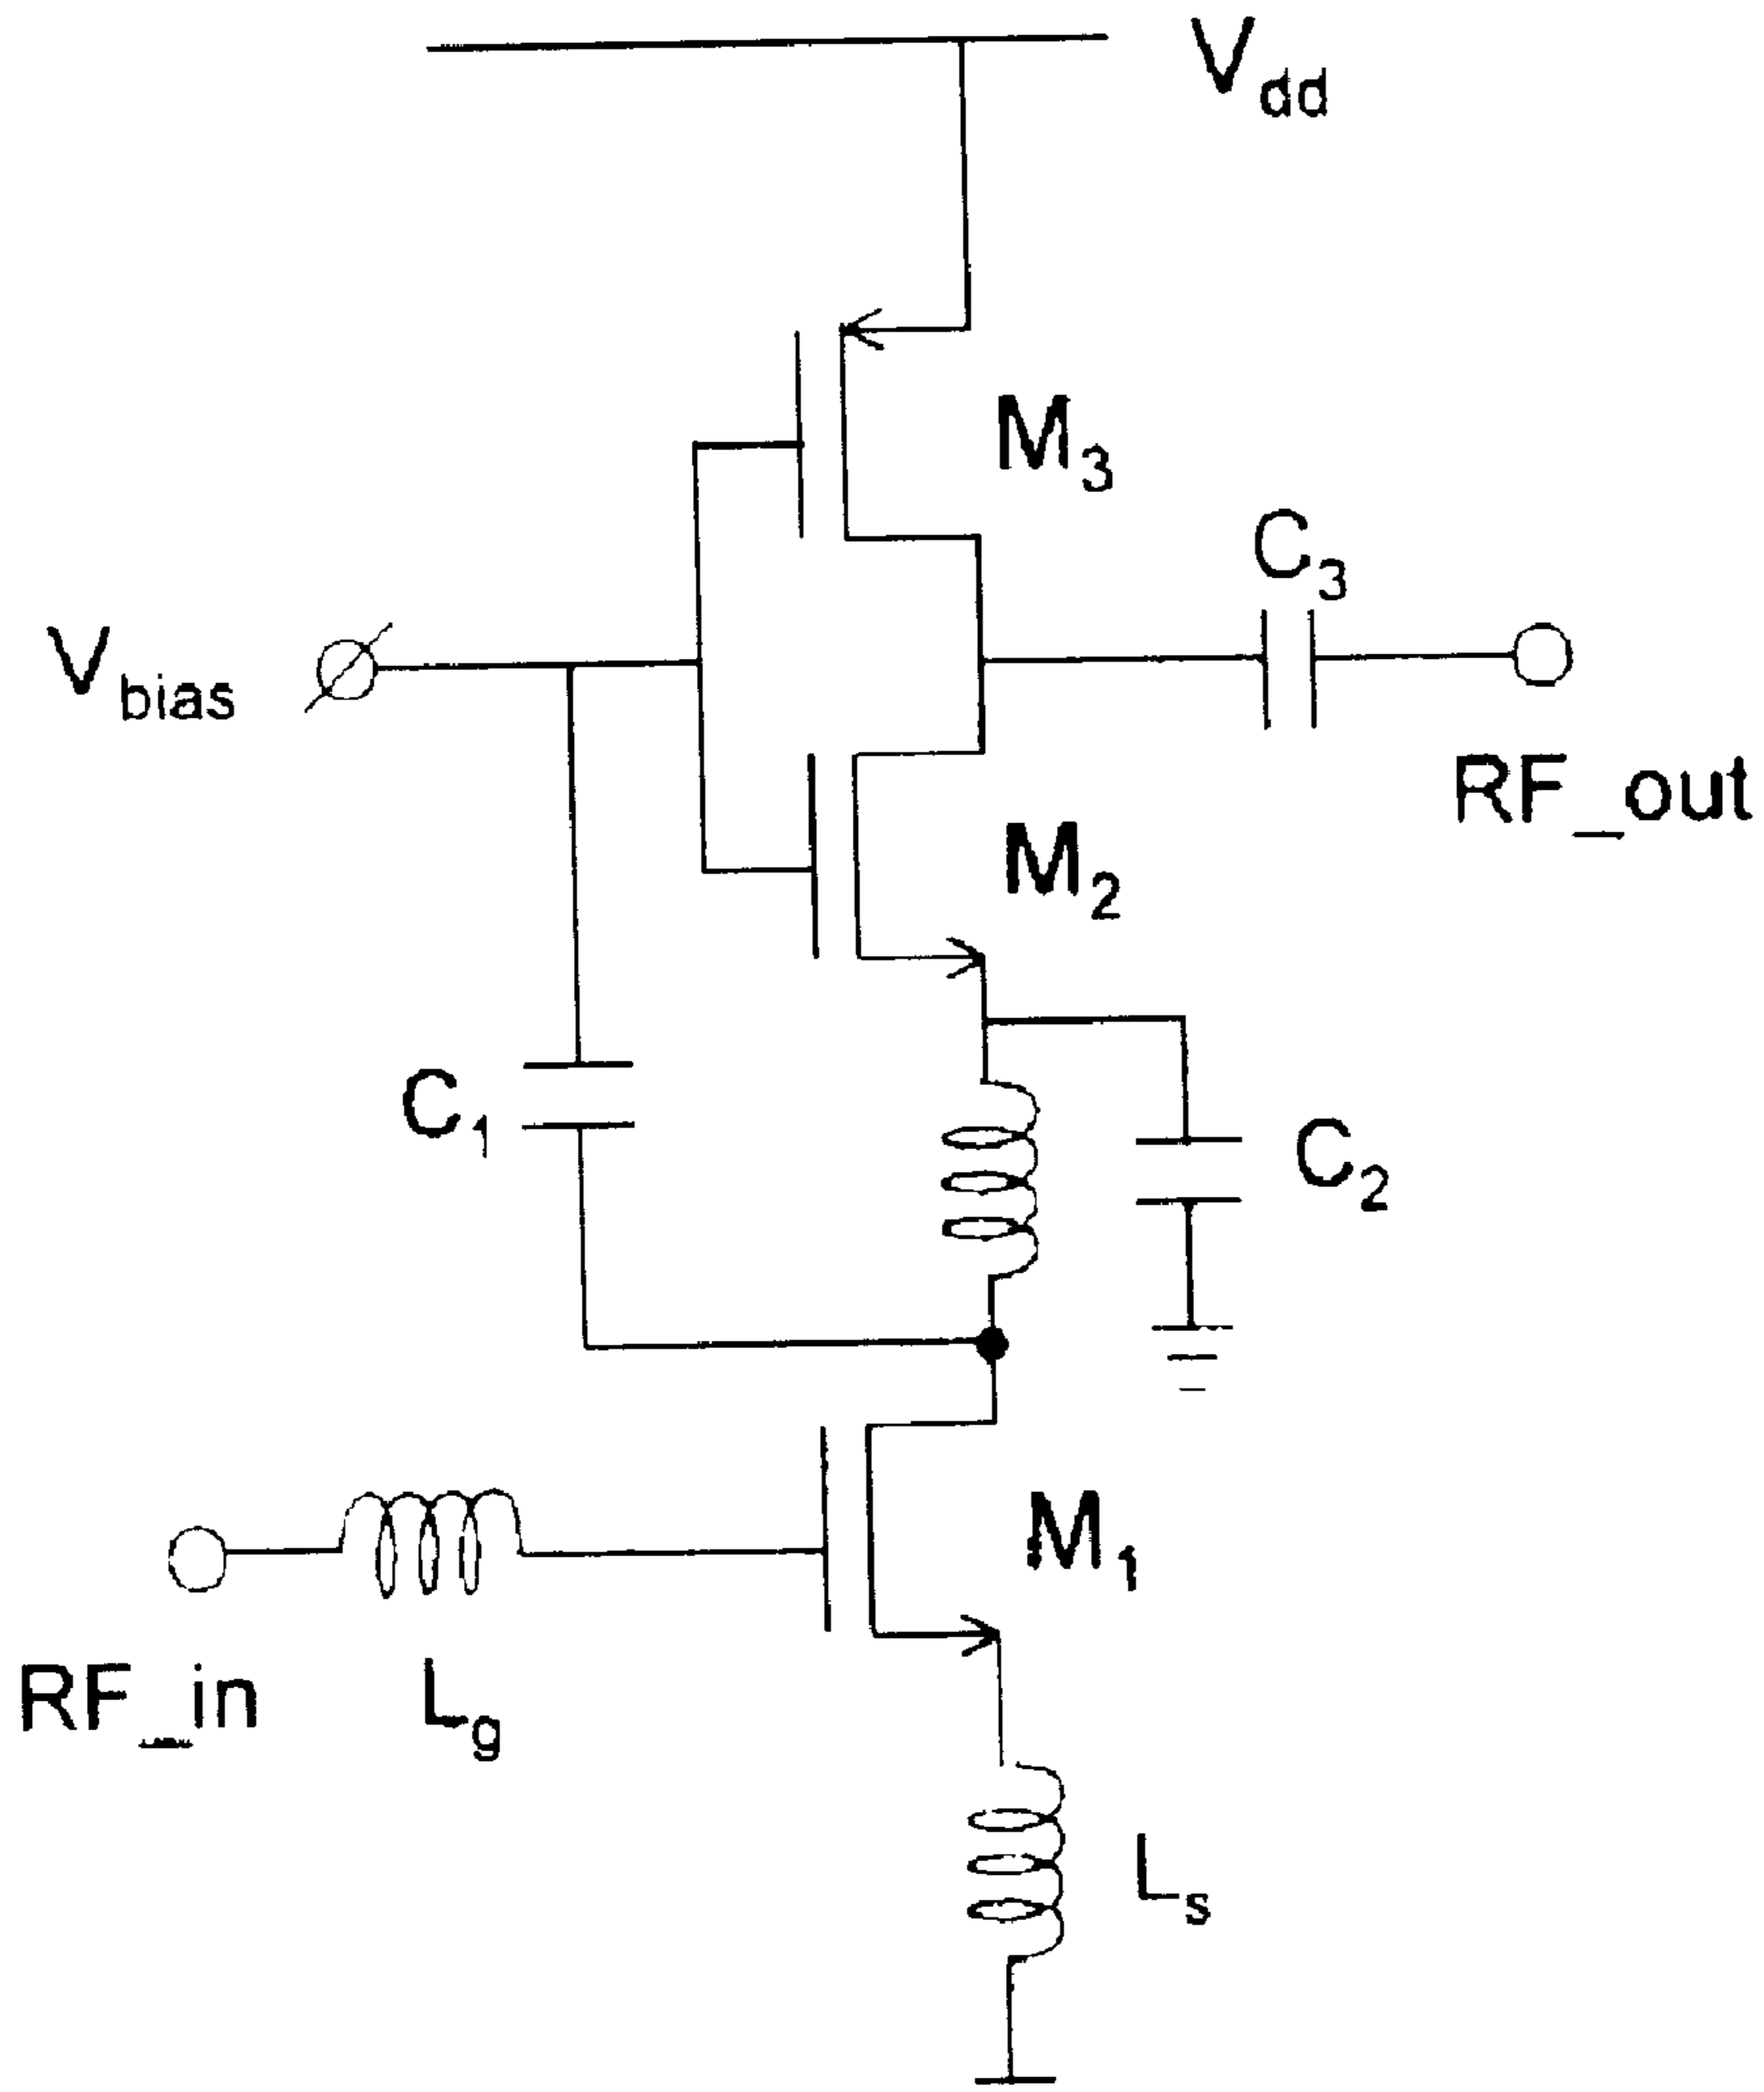 Vdd
M3
C3
Vbias
RF_out
M2
C1
C2
M1
RF_in
Lg
Ls